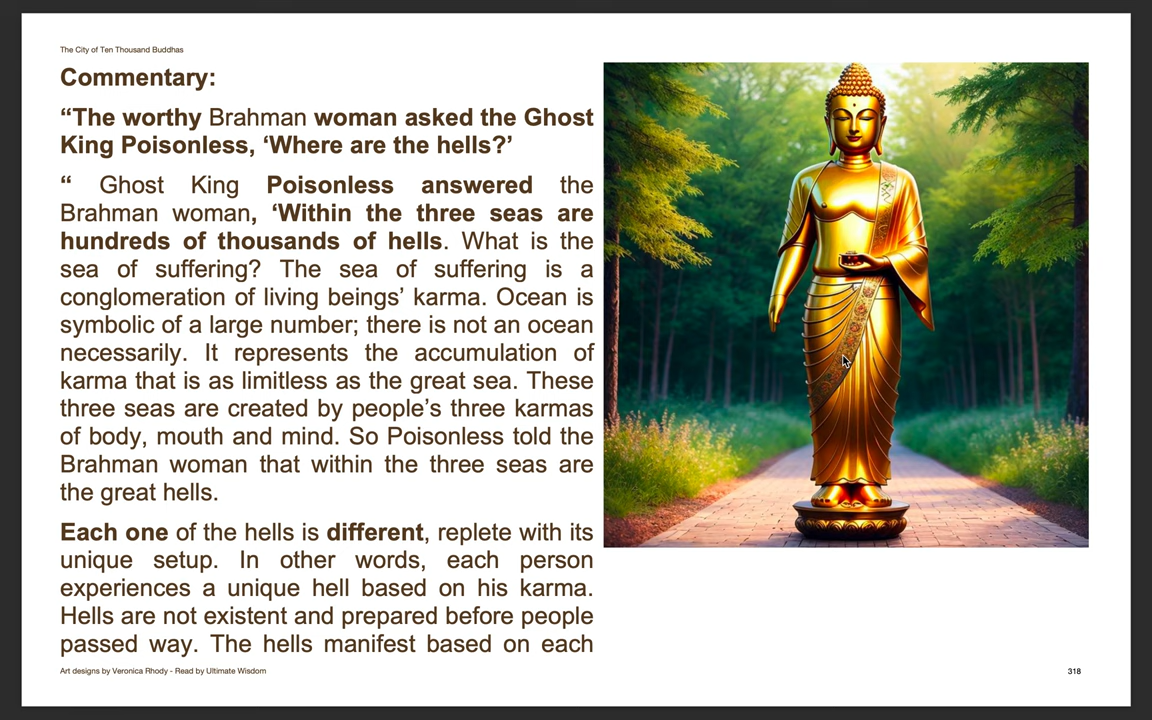 The City of Ten Thousand Buddhas
Commentary:
“The worthy Brahman woman asked the Ghost
King Poisonless, ‘Where are the hells?’
“ Ghost King Poisonless answered the
Brahman woman, ‘Within the three seas are
hundreds of thousands of hells. What is the
sea of suffering? The sea of suffering is a
conglomeration of living beings’ karma. Ocean is
symbolic of a large number; there is not an ocean
necessarily. It represents the accumulation of
karma that is as limitless as the great sea. These
three seas are created by people’s three karmas
of body, mouth and mind. So Poisonless told the
Brahman woman that within the three seas are
the great hells.
Each one of the hells is different, replete with its
unique setup. In other words, each person
experiences a unique hell based on his karma.
Hells are not existent and prepared before people
passed way. The hells manifest based on each
Art designs by Veronica Rhody - Read by Ultimate Wisdom
318